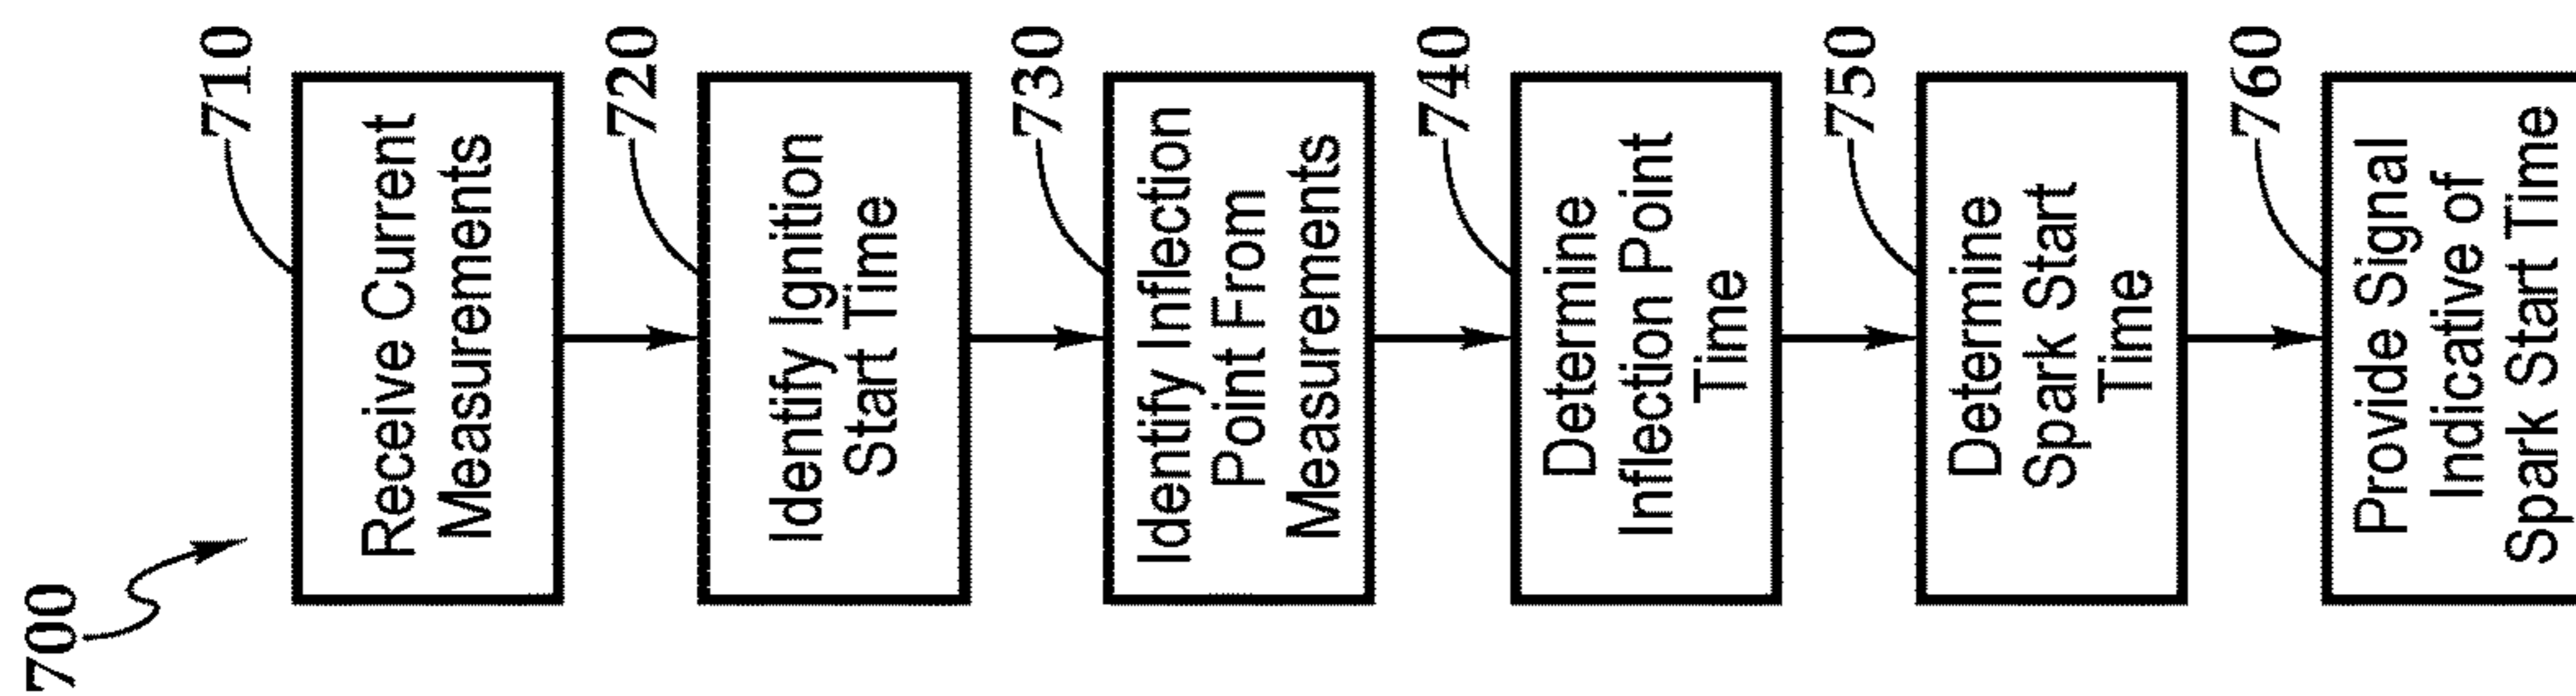 700
710
Receive Current
Measurements
720
Identify Ignition
Start Time
730
Identify Inflection
Point From
Measurements
740
Determine
Inflection Point
Time
750
Determine
Spark Start
Time
760
Provide Signal
Indicative of
Spark Start Time